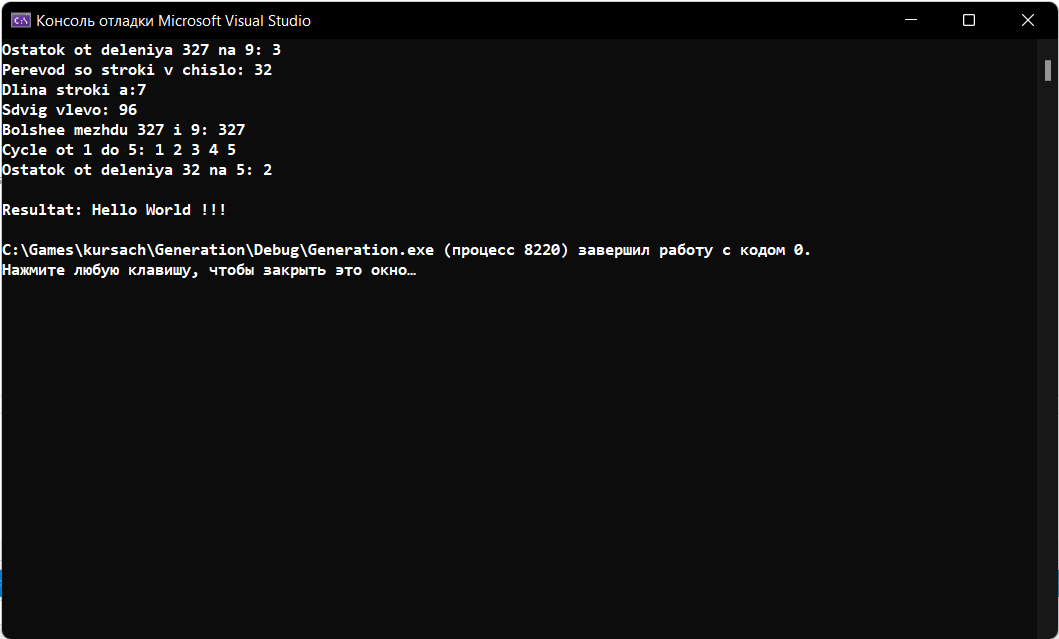 Консоль отладки Microsoft Visual Studio
Ostatok ot deleniya 327 na 9: 3
Perevod so stroki v chislo: 32
Dlina stroki a:7
Sdvig vlevo: 96
Bolshee mezhdu 327 i 9: 327
Cycle ot 1 do 5: 1 2 3 4 5
Ostatok ot deleniya 32 na 5: 2
Resultat: Hello World !!!
C:\Games\kursach\Generation\Debug\Generation.exe (процесс 8220) завершил работу с кодом 0.
Нажмите любую клавишу, чтобы закрыть это окно…